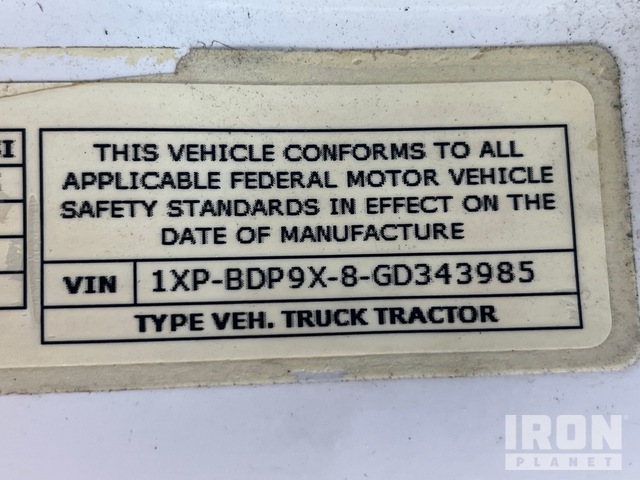 SI
THIS VEHICLE CONFORMS TO ALL
APPLICABLE FEDERAL MOTOR VEHICLE
SAFETY STANDARDS IN EFFECT ON THE
DATE OF MANUFACTURE
VIN 1XP-BDP9X-8-GD343985
TYPE VEH. TRUCK TRACTOR
IRON
PLANET